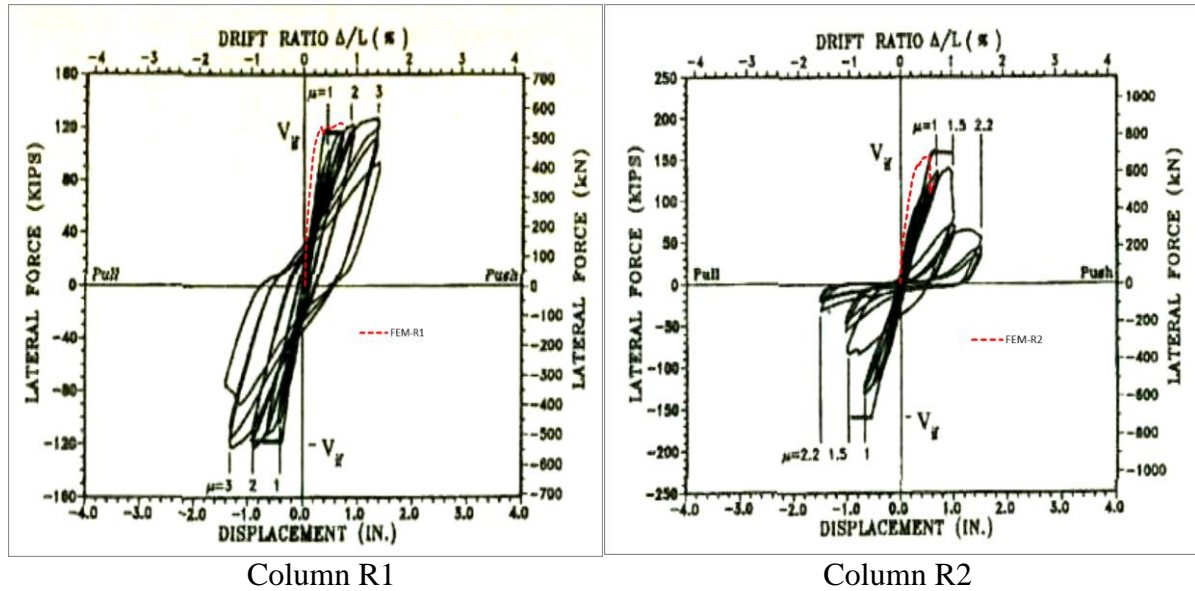 DRIFT RATIO Δ/L ( % )
-4 -3 -2 -1 0 1 2 3 4
160 700
μ=1 2 3
600
120 V_if 500
80 400
300
40 200
100
0 Pull Push 0
-100
-40 FEM-R1 -200
-300
-80 -400
-120 - V_if -500
-600
μ=3 2 1
-160 -700
LATERAL FORCE (KIPS)
LATERAL FORCE (kN)
-4.0 -3.0 -2.0 -1.0 0.0 1.0 2.0 3.0 4.0
DISPLACEMENT (IN.)
Column R1
DRIFT RATIO Δ/L ( % )
-4 -3 -2 -1 0 1 2 3 4
250
1000
200 μ=1 1.5 2.2
800
150 V_if
600
100
400
50 200
0 Pull Push 0
-50 -200
FEM-R2
-100 -400
-600
-150 - V_if
-800
-200 μ=2.2 1.5 1
-1000
-250
LATERAL FORCE (KIPS)
LATERAL FORCE (kN)
-4.0 -3.0 -2.0 -1.0 0.0 1.0 2.0 3.0 4.0
DISPLACEMENT (IN.)
Column R2